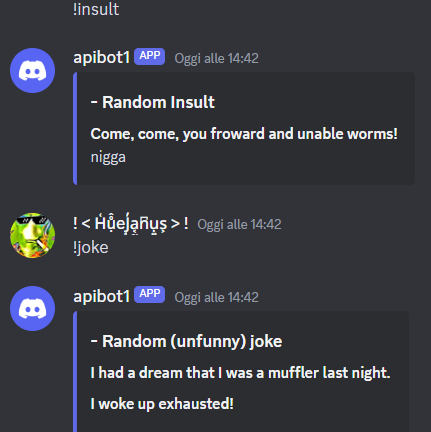 !insult
apibot1 APP Oggi alle 14:42
- Random Insult
Come, come, you froward and unable worms!
nigga
! < HụeJąnuş > ! Oggi alle 14:42
!joke
apibot1 APP Oggi alle 14:42
- Random (unfunny) joke
I had a dream that I was a muffler last night.
I woke up exhausted!